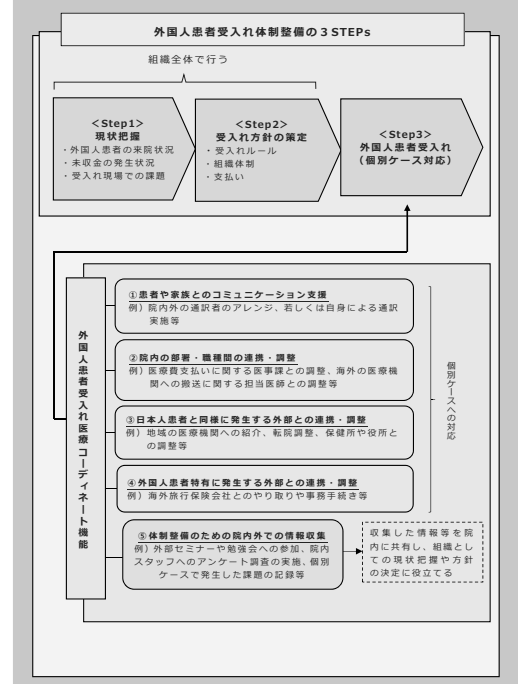 外国人患者受入れ体制整備の３STEPs
組織全体で行う
＜Step1＞
現状把握
・外国人患者の来院状況
・未収金の発生状況
・受入れ現場での課題
＜Step2＞
受入れ方針の策定
・受入れルール
・組織体制
・支払い
＜Step3＞
外国人患者受入れ
（個別ケース対応）
外国人患者受入れ医療コーディネート機能
①患者や家族とのコミュニケーション支援
例）院内外の通訳者のアレンジ、若しくは自身による通訳
実施等
②院内の部署・職種間の連携・調整
例）医療費支払いに関する医事課との調整、海外の医療機
関への搬送に関する担当医師との調整等
③日本人患者と同様に発生する外部との連携・調整
例）地域の医療機関への紹介、転院調整、保健所や役所と
の調整等
④外国人患者特有に発生する外部との連携・調整
例）海外旅行保険会社とのやり取りや事務手続き等
個別ケースへの対応
⑤体制整備のための院内外での情報収集
例）外部セミナーや勉強会への参加、院内
スタッフへのアンケート調査の実施、個別
ケースで発生した課題の記録等
収集した情報等を院
内に共有し、組織とし
ての現状把握や方針
の決定に役立てる